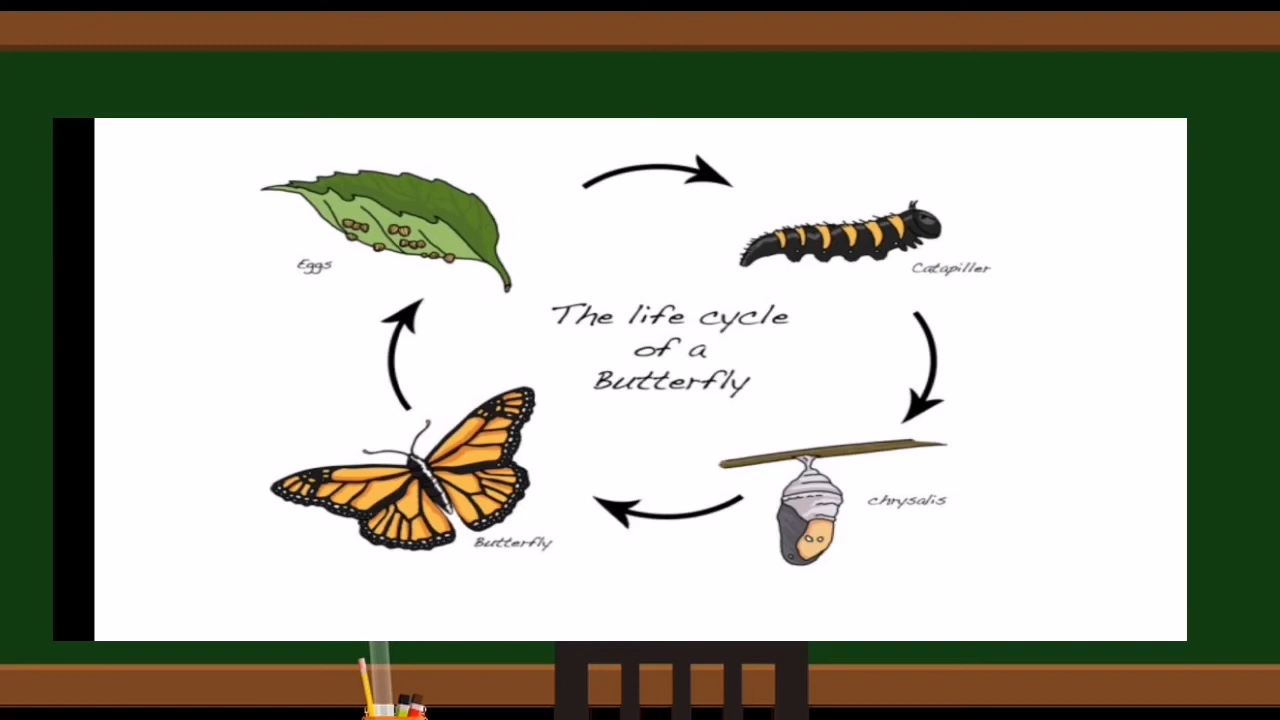 Eggs
Catapiller
The life cycle
of a
Butterfly
chrysalis
Butterfly